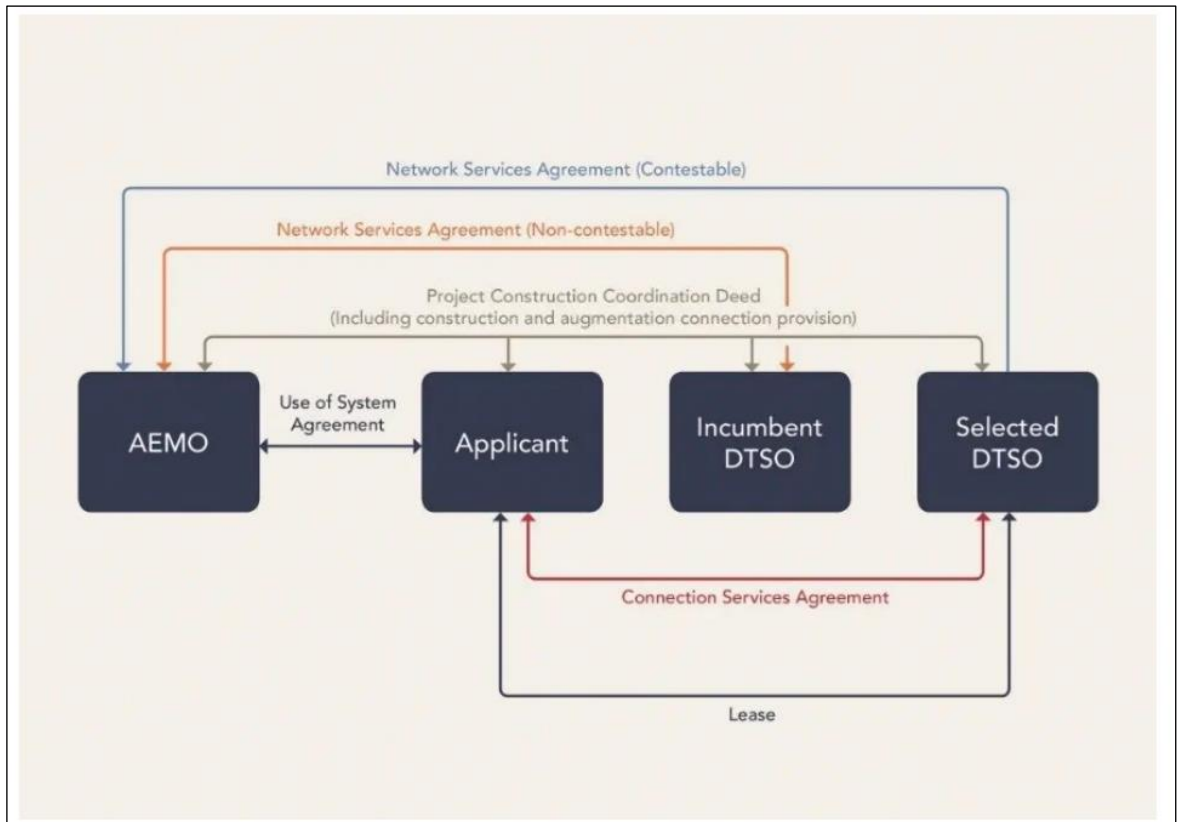 Network Services Agreement (Contestable)
Network Services Agreement (Non-contestable)
Project Construction Coordination Deed
(Including construction and augmentation connection provision)
Use of System
Agreement
AEMO
Applicant
Incumbent
DTSO
Selected
DTSO
Connection Services Agreement
Lease